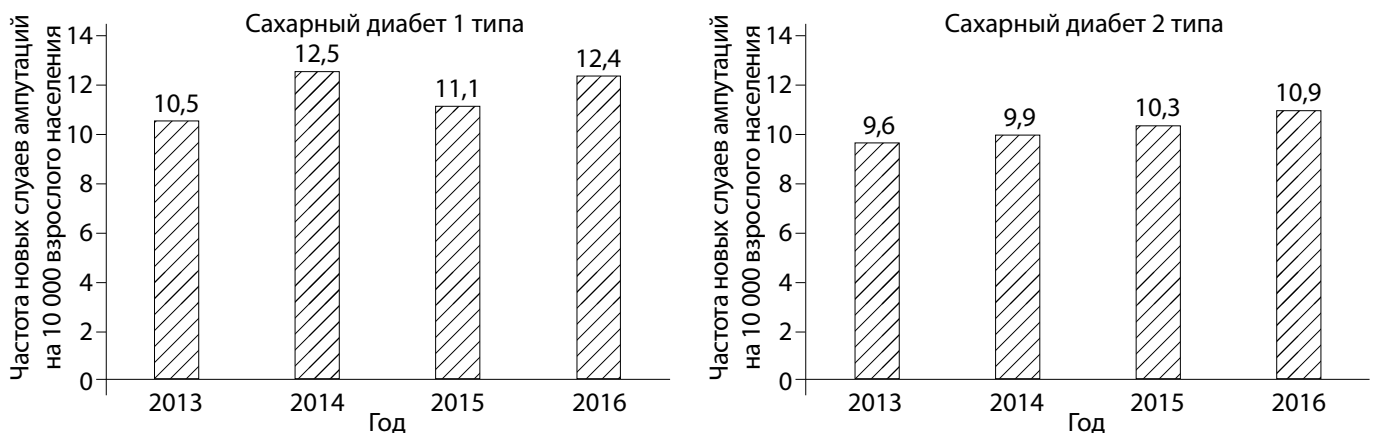 Сахарный диабет 1 типа
Частота новых слуаев ампутаций
на 10 000 взрослого населения
14
12
10
8
6
4
2
0
10,5
12,5
11,1
12,4
2013 2014 2015 2016
Год
Сахарный диабет 2 типа
Частота новых слуаев ампутаций
на 10 000 взрослого населения
14
12
10
8
6
4
2
0
9,6
9,9
10,3
10,9
2013 2014 2015 2016
Год